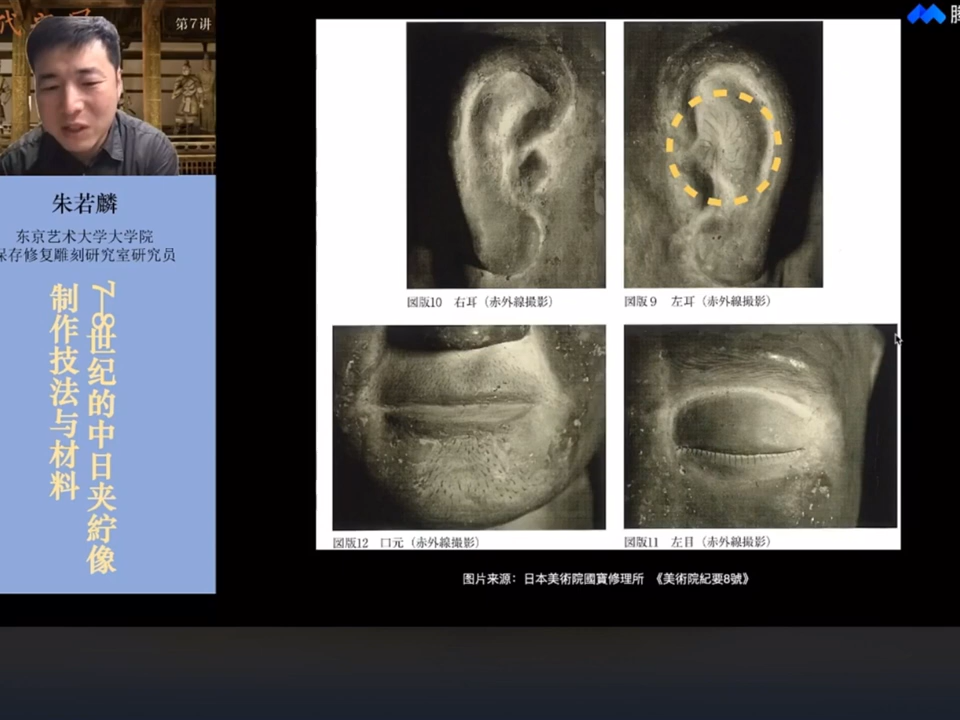 第7讲
朱若麟
东京艺术大学大学院
保存修复雕刻研究室研究员
7—8世纪的中日夹紵像
制作技法与材料
図版10 右耳（赤外線撮影）
図版9 左耳（赤外線撮影）
図版12 口元（赤外線撮影）
図版11 左目（赤外線撮影）
图片来源：日本美術院國寶修理所 《美術院紀要8號》